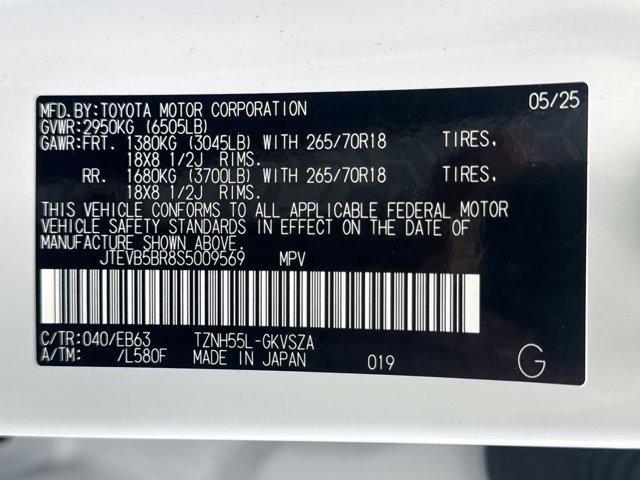 MFD.BY:TOYOTA MOTOR CORPORATION 05/25
GVWR:2950KG (6505LB)
GAWR:FRT. 1380KG (3045LB) WITH 265/70R18 TIRES.
18X8 1/2J RIMS.
RR. 1680KG (3700LB) WITH 265/70R18 TIRES.
18X8 1/2J RIMS.
THIS VEHICLE CONFORMS TO ALL APPLICABLE FEDERAL MOTOR
VEHICLE SAFETY STANDARDS IN EFFECT ON THE DATE OF
MANUFACTURE SHOWN ABOVE.
JTEVB5BR8S5009569 MPV
C/TR:040/EB63 TZNH55L-GKVSZA
A/TM: /L580F MADE IN JAPAN 019 G